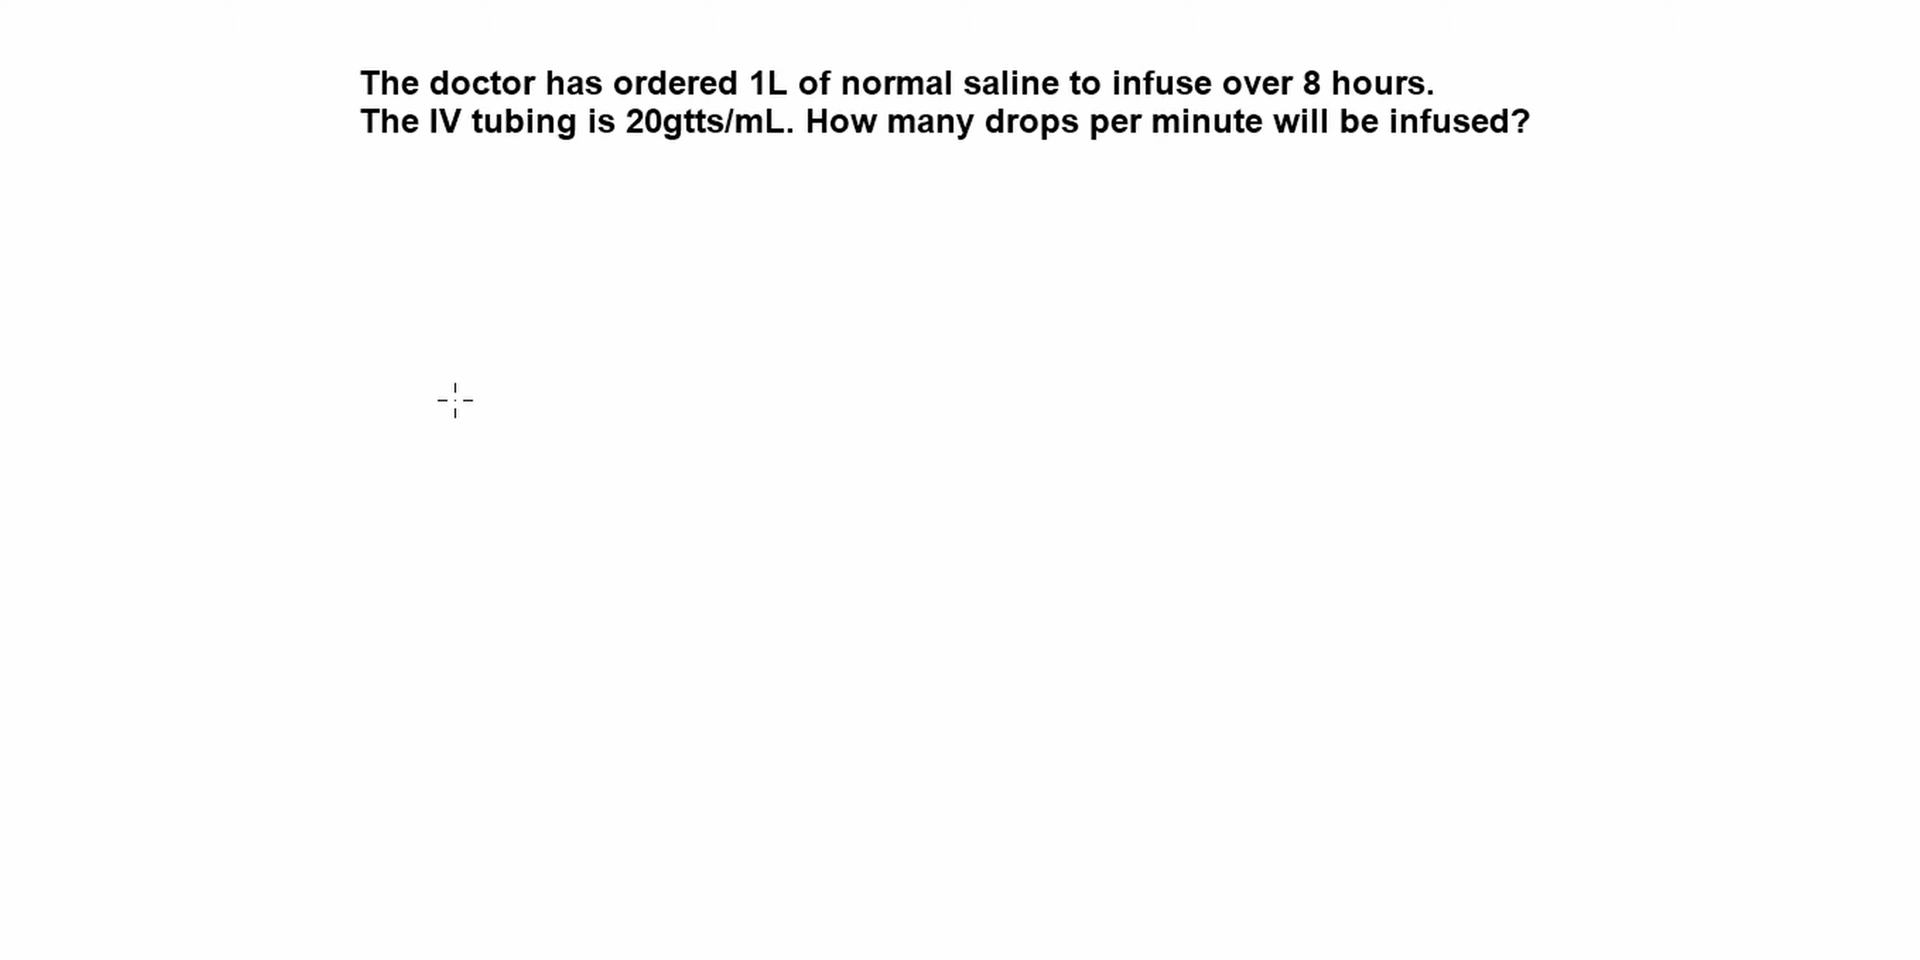 The doctor has ordered 1L of normal saline to infuse over 8 hours.
The IV tubing is 20gtts/mL. How many drops per minute will be infused?